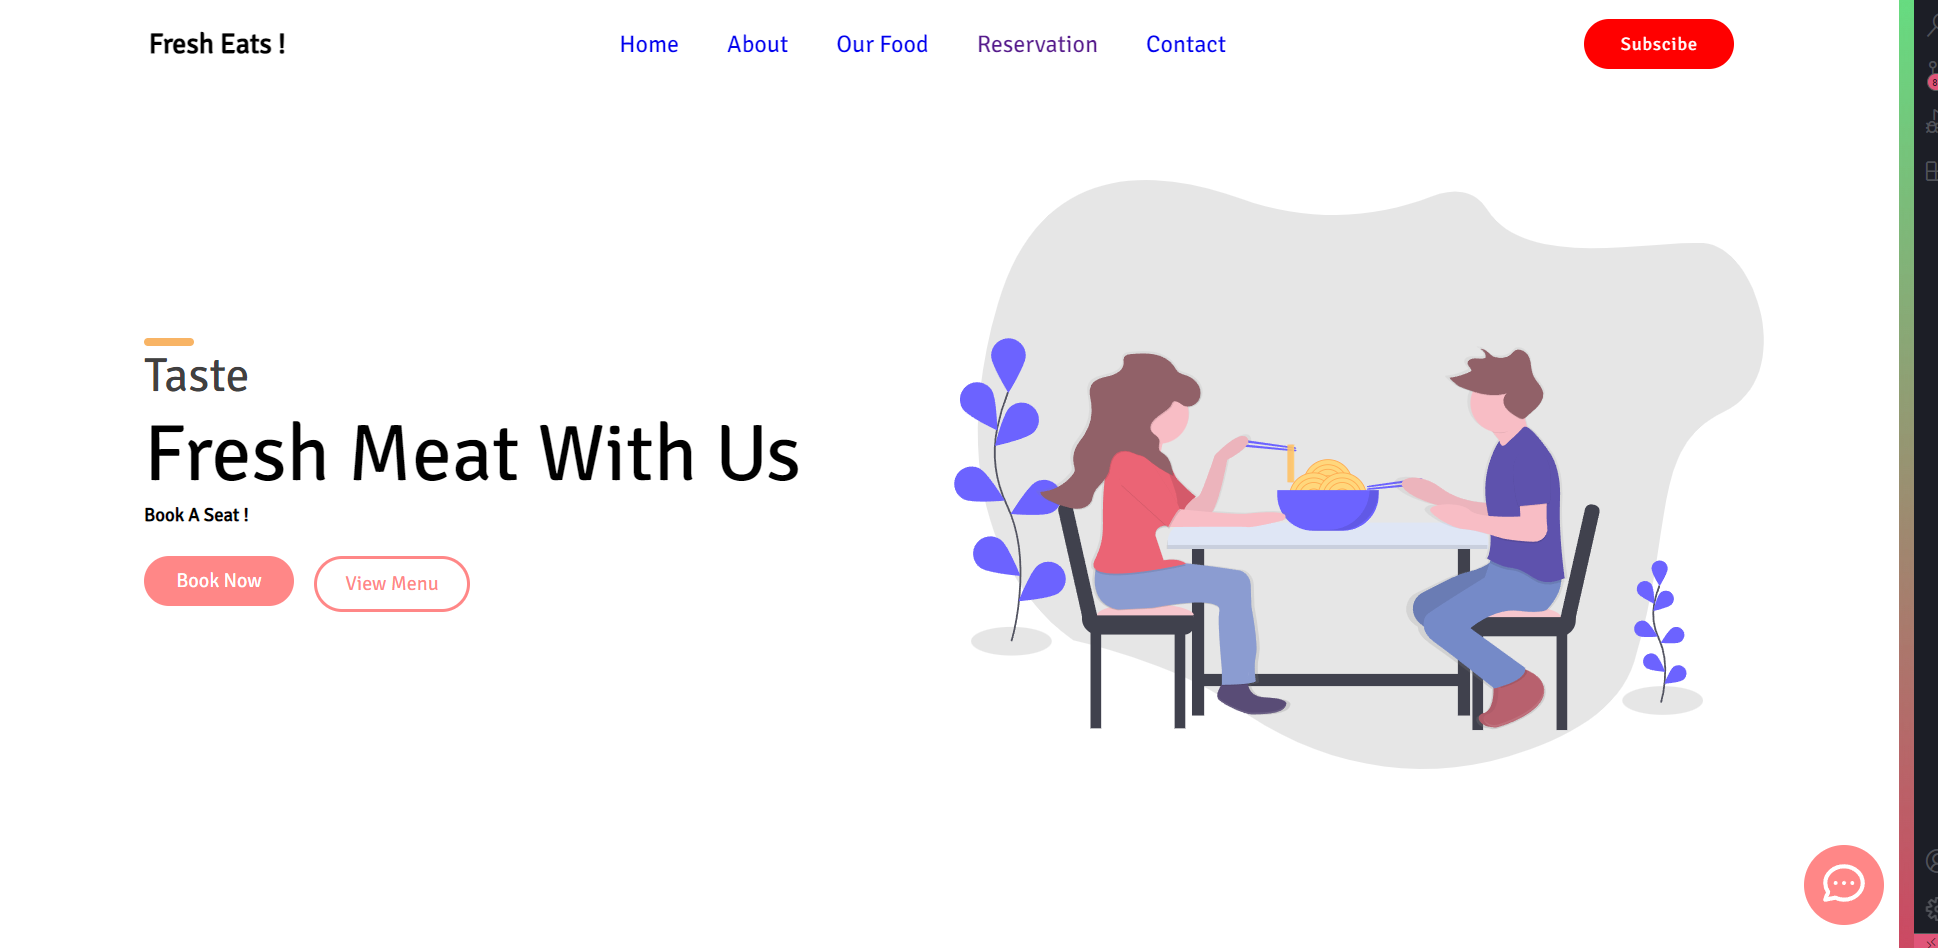 Fresh Eats !
Home About Our Food Reservation Contact
Subscibe
Taste
Fresh Meat With Us
Book A Seat !
Book Now View Menu